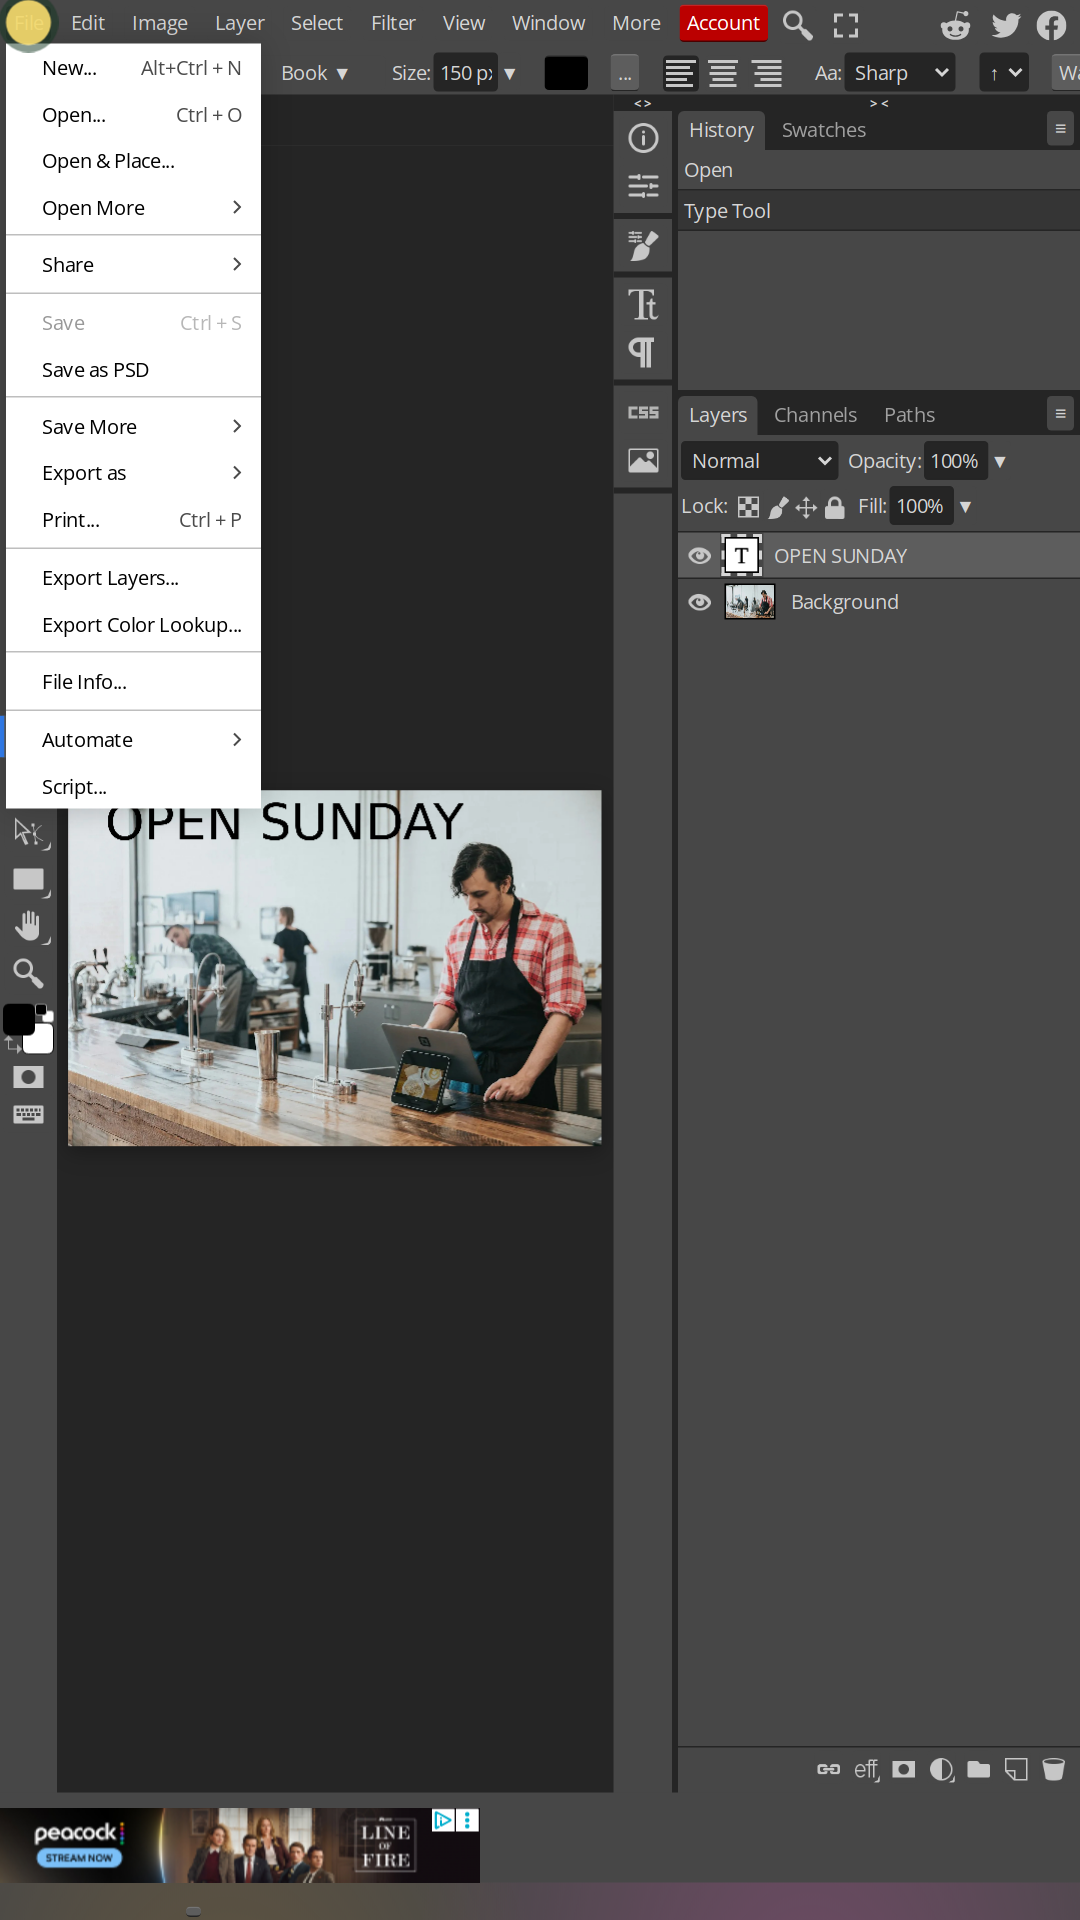 File Edit Image Layer Select Filter View Window More Account
Book Size: 150 px ... Aa: Sharp
New... Alt+Ctrl + N
Open... Ctrl + O
Open & Place...
Open More
Share
Save Ctrl + S
Save as PSD
Save More
Export as
Print... Ctrl + P
Export Layers...
Export Color Lookup...
File Info...
Automate
Script...
History Swatches
Open
Type Tool
CSS
Layers Channels Paths
Normal Opacity: 100%
Lock: Fill: 100%
T OPEN SUNDAY
Background
OPEN SUNDAY
eff
peacock
STREAM NOW
LINE
OF
FIRE